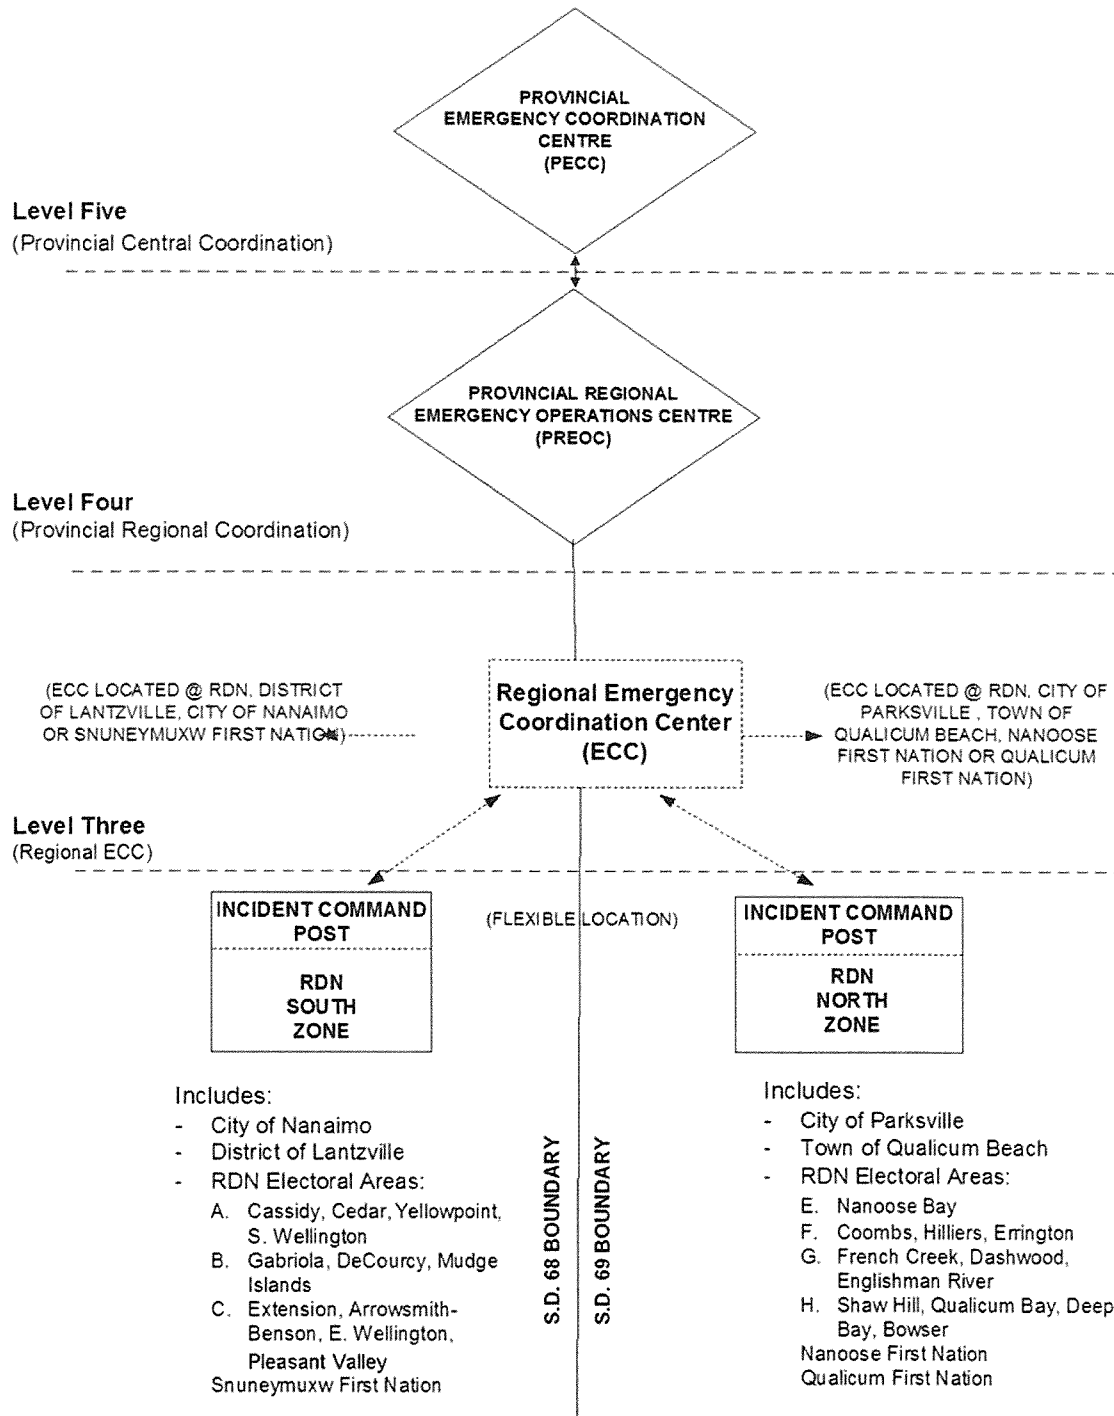 PROVINCIAL
EMERGENCY COORDINATION
CENTRE
(PECC)
Level Five
(Provincial Central Coordination)
PROVINCIAL REGIONAL
EMERGENCY OPERATIONS CENTRE
(PREOC)
Level Four
(Provincial Regional Coordination)
(ECC LOCATED @ RDN, DISTRICT
OF LANTZVILLE, CITY OF NANAIMO
OR SNUNEYMUXW FIRST NATION)
Regional Emergency
Coordination Center
(ECC)
(ECC LOCATED @ RDN, CITY OF
PARKSVILLE , TOWN OF
QUALICUM BEACH, NANOOSE
FIRST NATION OR QUALICUM
FIRST NATION)
Level Three
(Regional ECC)
INCIDENT COMMAND
POST
RDN
SOUTH
ZONE
(FLEXIBLE LOCATION)
INCIDENT COMMAND
POST
RDN
NORTH
ZONE
Includes:
- City of Nanaimo
- District of Lantzville
- RDN Electoral Areas:
A. Cassidy, Cedar, Yellowpoint,
S. Wellington
B. Gabriola, DeCourcy, Mudge
Islands
C. Extension, Arrowsmith-
Benson, E. Wellington,
Pleasant Valley
Snuneymuxw First Nation
S.D. 68 BOUNDARY
S.D. 69 BOUNDARY
Includes:
- City of Parksville
- Town of Qualicum Beach
- RDN Electoral Areas:
E. Nanoose Bay
F. Coombs, Hilliers, Errington
G. French Creek, Dashwood,
Englishman River
H. Shaw Hill, Qualicum Bay, Deep
Bay, Bowser
Nanoose First Nation
Qualicum First Nation